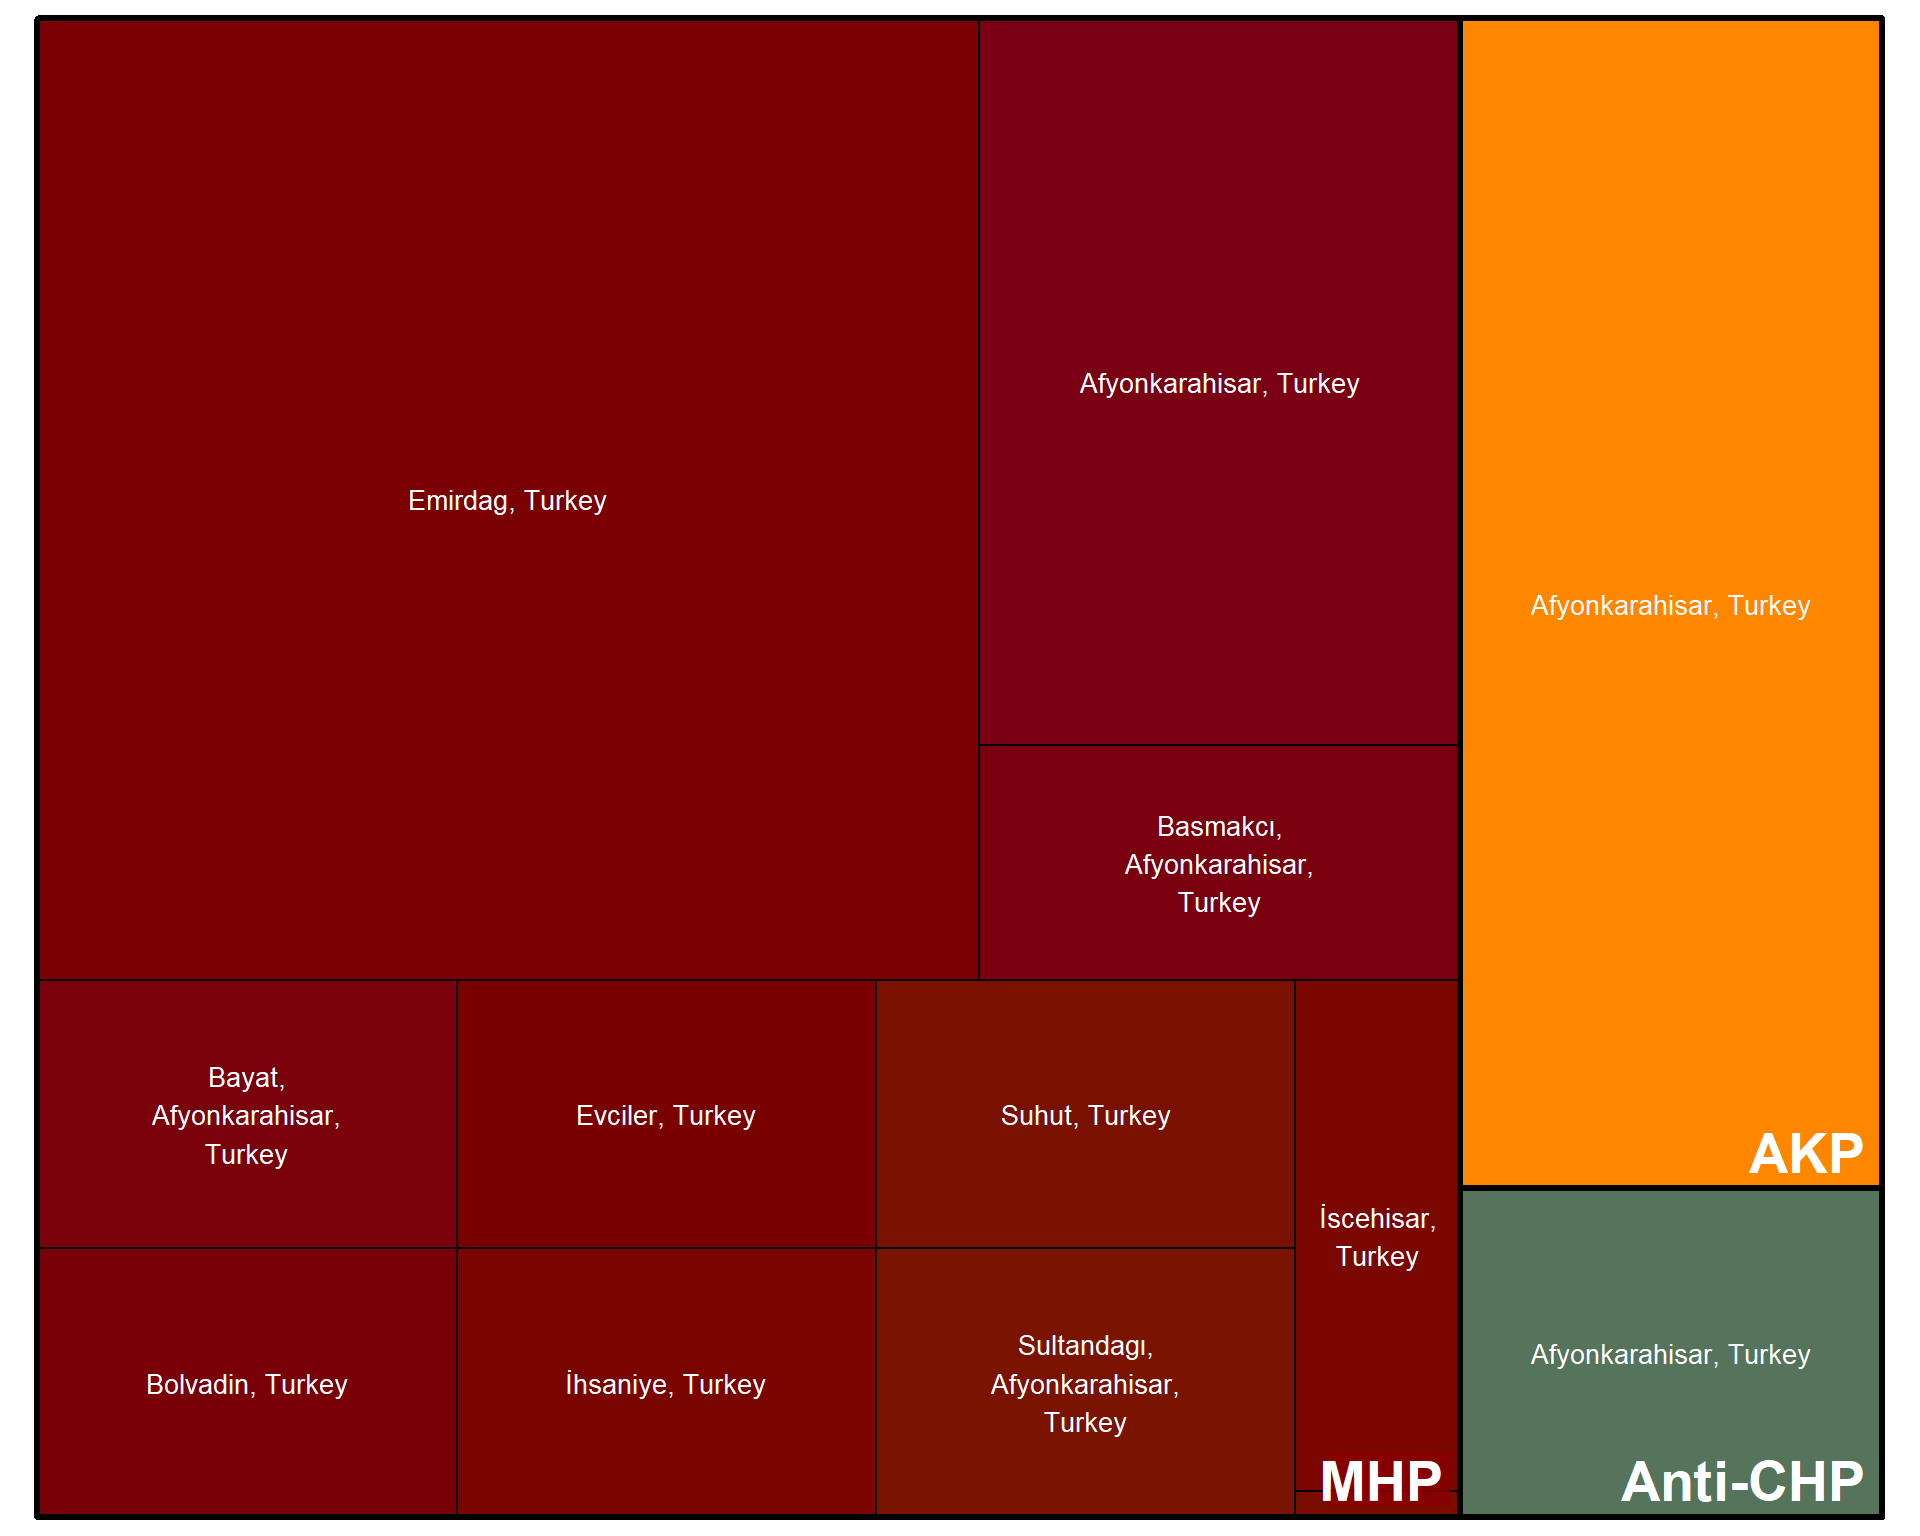 Emirdag, Turkey
Afyonkarahisar, Turkey
Basmakcı,
Afyonkarahisar,
Turkey
Bayat,
Afyonkarahisar,
Turkey
Evciler, Turkey
Suhut, Turkey
İscehisar,
Turkey
Bolvadin, Turkey
İhsaniye, Turkey
Sultandagı,
Afyonkarahisar,
Turkey
MHP
Afyonkarahisar, Turkey
AKP
Afyonkarahisar, Turkey
Anti-CHP